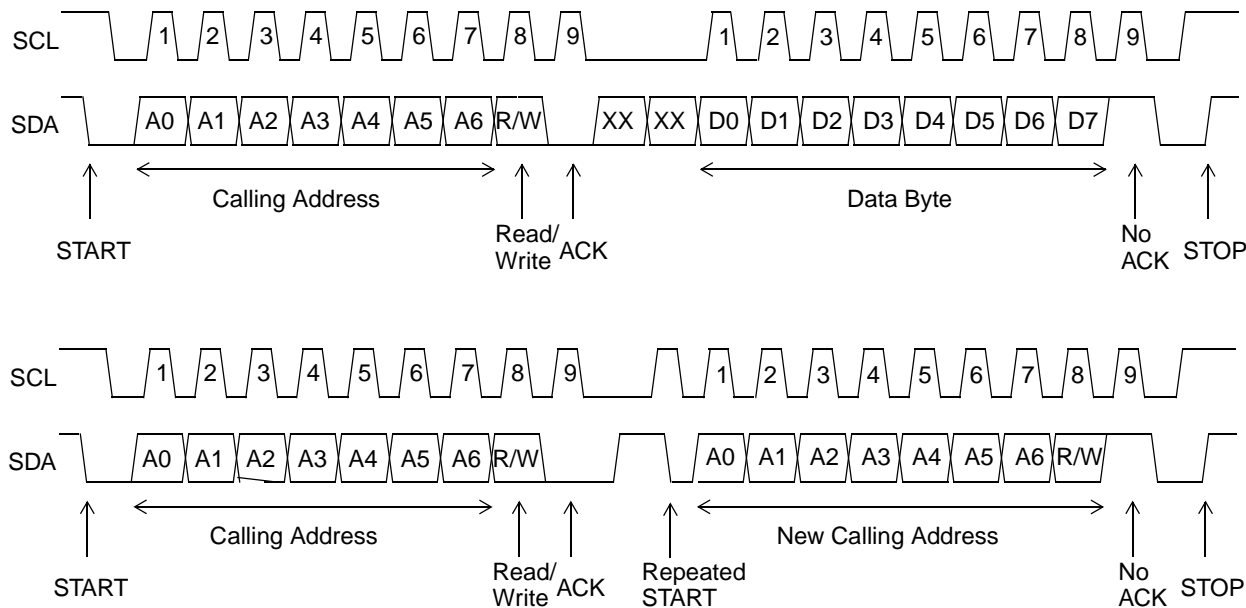 SCL 1 2 3 4 5 6 7 8 9 1 2 3 4 5 6 7 8 9
SDA A0 A1 A2 A3 A4 A5 A6 R/W XX XX D0 D1 D2 D3 D4 D5 D6 D7
Calling Address Data Byte
START Read/ ACK No STOP
Write ACK
SCL 1 2 3 4 5 6 7 8 9 1 2 3 4 5 6 7 8 9
SDA A0 A1 A2 A3 A4 A5 A6 R/W A0 A1 A2 A3 A4 A5 A6 R/W
Calling Address New Calling Address
START Read/ ACK Repeated No STOP
Write START ACK